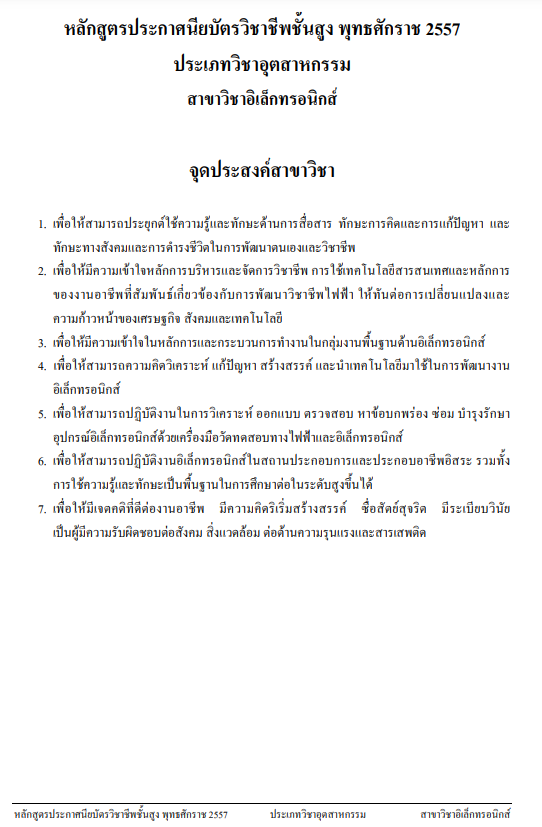 หลักสูตรประกาศนียบัตรวิชาชีพชั้นสูง พุทธศักราช 2557
ประเภทวิชาอุตสาหกรรม
สาขาวิชาอิเล็กทรอนิกส์
จุดประสงค์สาขาวิชา
1. เพื่อให้สามารถประยุกต์ใช้ความรู้และทักษะด้านการสื่อสาร ทักษะการคิดและการแก้ปัญหา และ
ทักษะทางสังคมและการดำรงชีวิตในการพัฒนาตนเองและวิชาชีพ
2. เพื่อให้มีความเข้าใจหลักการบริหารและจัดการวิชาชีพ การใช้เทคโนโลยีสารสนเทศและหลักการ
ของงานอาชีพที่สัมพันธ์เกี่ยวข้องกับการพัฒนาวิชาชีพไฟฟ้า ให้ทันต่อการเปลี่ยนแปลงและ
ความก้าวหน้าของเศรษฐกิจ สังคมและเทคโนโลยี
3. เพื่อให้มีความเข้าใจในหลักการและกระบวนการทำงานในกลุ่มงานพื้นฐานด้านอิเล็กทรอนิกส์
4. เพื่อให้สามารถความคิดวิเคราะห์ แก้ปัญหา สร้างสรรค์ และนำเทคโนโลยีมาใช้ในการพัฒนางาน
อิเล็กทรอนิกส์
5. เพื่อให้สามารถปฏิบัติงานในการวิเคราะห์ ออกแบบ ตรวจสอบ หาข้อบกพร่อง ซ่อม บำรุงรักษา
อุปกรณ์อิเล็กทรอนิกส์ด้วยเครื่องมือวัดทดสอบทางไฟฟ้าและอิเล็กทรอนิกส์
6. เพื่อให้สามารถปฏิบัติงานอิเล็กทรอนิกส์ในสถานประกอบการและประกอบอาชีพอิสระ รวมทั้ง
การใช้ความรู้และทักษะเป็นพื้นฐานในการศึกษาต่อในระดับสูงขึ้นได้
7. เพื่อให้มีเจตคติที่ดีต่องานอาชีพ มีความคิดริเริ่มสร้างสรรค์ ซื่อสัตย์สุจริต มีระเบียบวินัย
เป็นผู้มีความรับผิดชอบต่อสังคม สิ่งแวดล้อม ต่อต้านความรุนแรงและสารเสพติด
หลักสูตรประกาศนียบัตรวิชาชีพชั้นสูง พุทธศักราช 2557 ประเภทวิชาอุตสาหกรรม สาขาวิชาอิเล็กทรอนิกส์